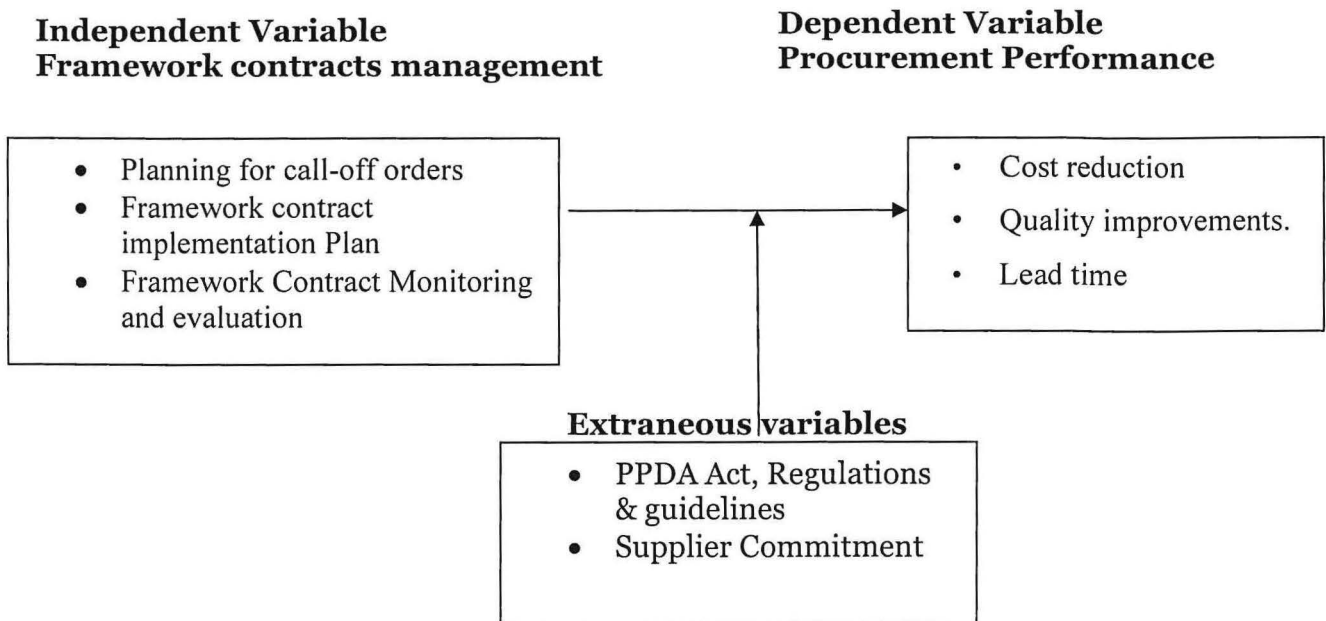 Independent Variable
Framework contracts management
Dependent Variable
Procurement Performance
• Planning for call-off orders
• Framework contract
implementation Plan
• Framework Contract Monitoring
and evaluation
• Cost reduction
• Quality improvements.
• Lead time
Extraneous variables
• PPDA Act, Regulations
& guidelines
• Supplier Commitment